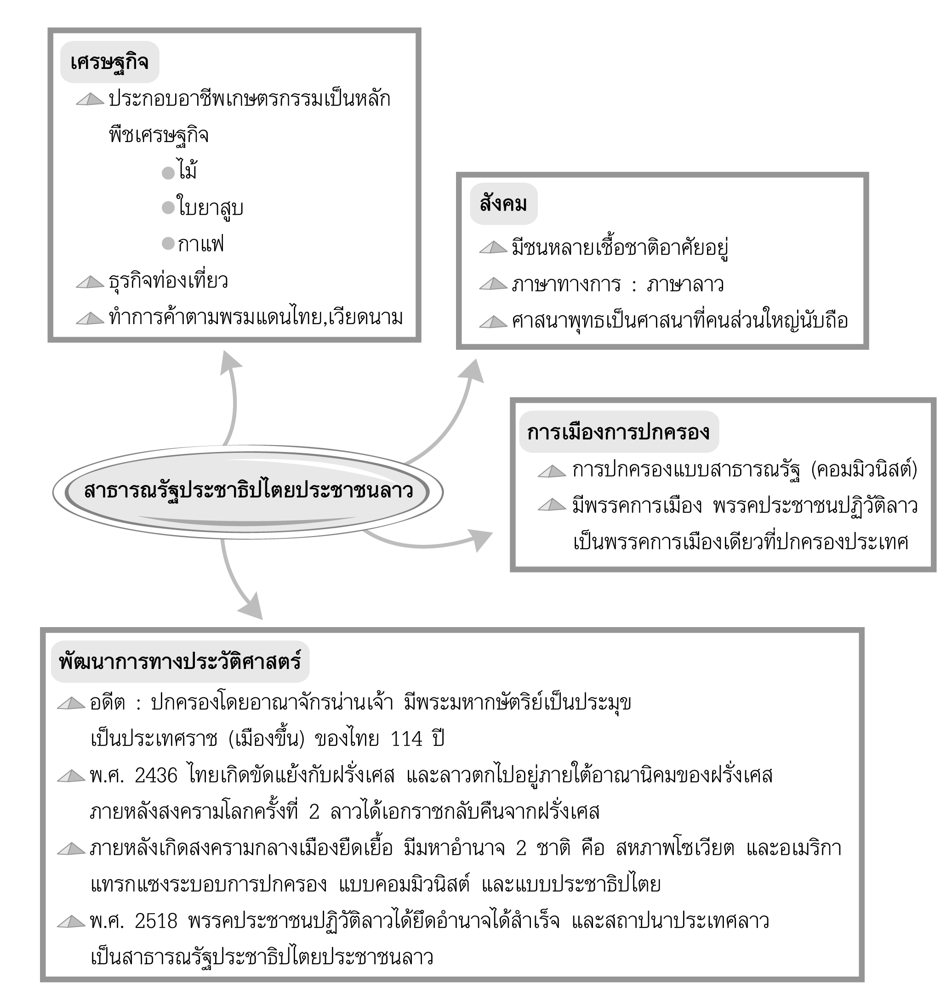 เศรษฐกิจ
ประกอบอาชีพเกษตรกรรมเป็นหลัก
พืชเศรษฐกิจ
ไม้
ใบยาสูบ
กาแฟ
ธุรกิจท่องเที่ยว
ทำการค้าตามพรมแดนไทย,เวียดนาม
สังคม
มีชนหลายเชื้อชาติอาศัยอยู่
ภาษาทางการ : ภาษาลาว
ศาสนาพุทธเป็นศาสนาที่คนส่วนใหญ่นับถือ
การเมืองการปกครอง
การปกครองแบบสาธารณรัฐ (คอมมิวนิสต์)
มีพรรคการเมือง พรรคประชาชนปฏิวัติลาว
เป็นพรรคการเมืองเดียวที่ปกครองประเทศ
สาธารณรัฐประชาธิปไตยประชาชนลาว
พัฒนาการทางประวัติศาสตร์
อดีต : ปกครองโดยอาณาจักรน่านเจ้า มีพระมหากษัตริย์เป็นประมุข
เป็นประเทศราช (เมืองขึ้น) ของไทย 114 ปี
พ.ศ. 2436 ไทยเกิดขัดแย้งกับฝรั่งเศส และลาวตกไปอยู่ภายใต้อาณานิคมของฝรั่งเศส
ภายหลังสงครามโลกครั้งที่ 2 ลาวได้เอกราชกลับคืนจากฝรั่งเศส
ภายหลังเกิดสงครามกลางเมืองยืดเยื้อ มีมหาอำนาจ 2 ชาติ คือ สหภาพโซเวียต และอเมริกา
แทรกแซงระบอบการปกครอง แบบคอมมิวนิสต์ และแบบประชาธิปไตย
พ.ศ. 2518 พรรคประชาชนปฏิวัติลาวได้ยึดอำนาจได้สำเร็จ และสถาปนาประเทศลาว
เป็นสาธารณรัฐประชาธิปไตยประชาชนลาว